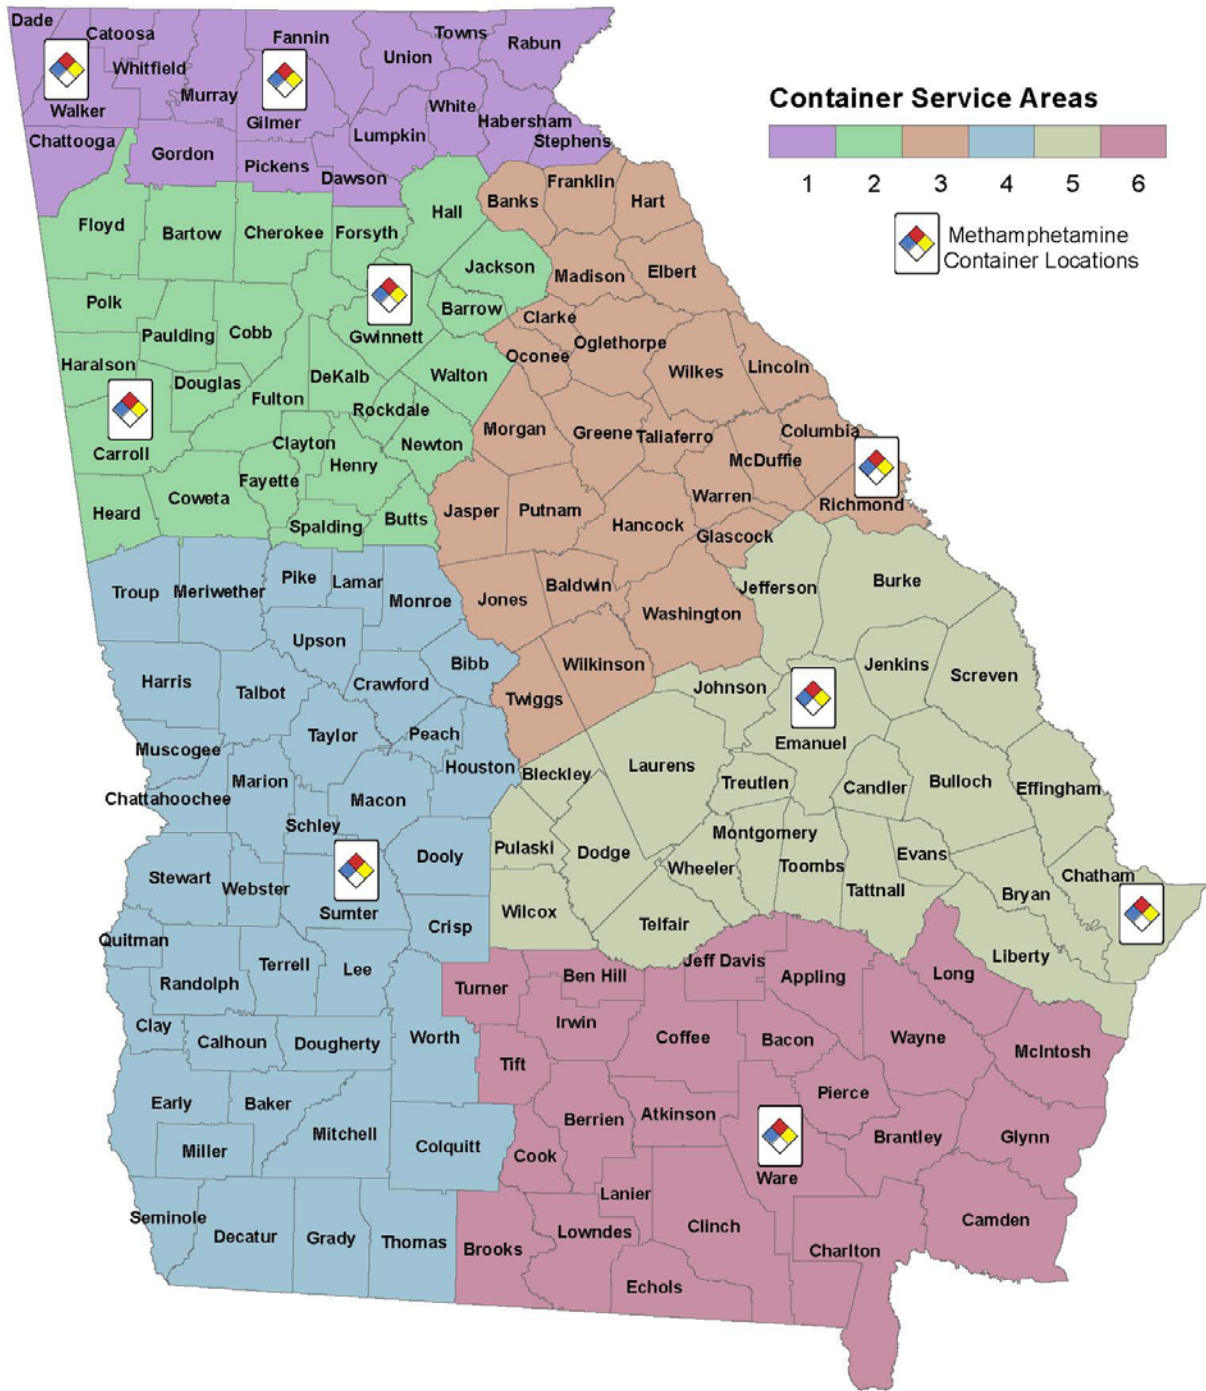 Dade
Catoosa
Fannin
Towns
Rabun
Union
Whitfield
Murray
Walker
Gilmer
White
Habersham
Lumpkin
Stephens
Chattooga
Gordon
Pickens
Dawson
Container Service Areas
1 2 3 4 5 6
Methamphetamine
Container Locations
Banks
Franklin
Hart
Hall
Floyd
Bartow
Cherokee
Forsyth
Jackson
Madison
Elbert
Polk
Paulding
Cobb
Gwinnett
Barrow
Clarke
Oglethorpe
Oconee
Wilkes
Lincoln
Haralson
Douglas
DeKalb
Walton
Fulton
Rockdale
Carroll
Clayton
Newton
Morgan
Greene
Taliaferro
Columbia
McDuffie
Henry
Fayette
Coweta
Heard
Spalding
Butts
Jasper
Putnam
Hancock
Warren
Richmond
Glascock
Troup
Meriwether
Pike
Lamar
Monroe
Jones
Baldwin
Washington
Jefferson
Burke
Upson
Bibb
Wilkinson
Jenkins
Screven
Harris
Talbot
Crawford
Twiggs
Johnson
Emanuel
Muscogee
Taylor
Peach
Houston
Bleckley
Laurens
Treutlen
Candler
Bulloch
Effingham
Chattahoochee
Marion
Macon
Schley
Dooly
Pulaski
Dodge
Montgomery
Wheeler
Toombs
Evans
Tattnall
Bryan
Chatham
Stewart
Webster
Sumter
Crisp
Wilcox
Telfair
Liberty
Quitman
Randolph
Terrell
Lee
Turner
Ben Hill
Jeff Davis
Appling
Long
Clay
Calhoun
Dougherty
Worth
Irwin
Coffee
Bacon
Wayne
McIntosh
Tift
Early
Baker
Miller
Mitchell
Colquitt
Cook
Berrien
Atkinson
Pierce
Brantley
Glynn
Ware
Seminole
Decatur
Grady
Thomas
Brooks
Lanier
Lowndes
Clinch
Echols
Charlton
Camden